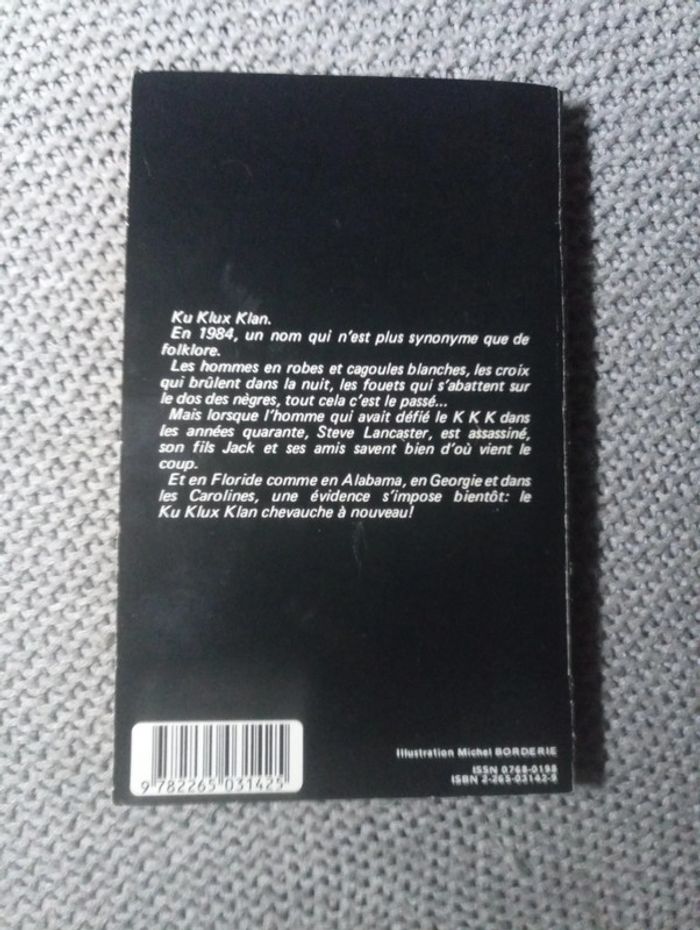 Ku Klux Klan.
En 1984, un nom qui n'est plus synonyme que de
folklore.
Les hommes en robes et cagoules blanches, les croix
qui brûlent dans la nuit, les fouets qui s'abattent sur
le dos des nègres, tout cela c'est le passé...
Mais lorsque l'homme qui avait défié le K K K dans
les années quarante, Steve Lancaster, est assassiné,
son fils Jack et ses amis savent bien d'où vient le
coup.
Et en Floride comme en Alabama, en Georgie et dans
les Carolines, une évidence s'impose bientôt: le
Ku Klux Klan chevauche à nouveau!
Illustration Michel BORDERIE
ISSN 0768-0198
ISBN 2-265-03142-9
9 782265 031425